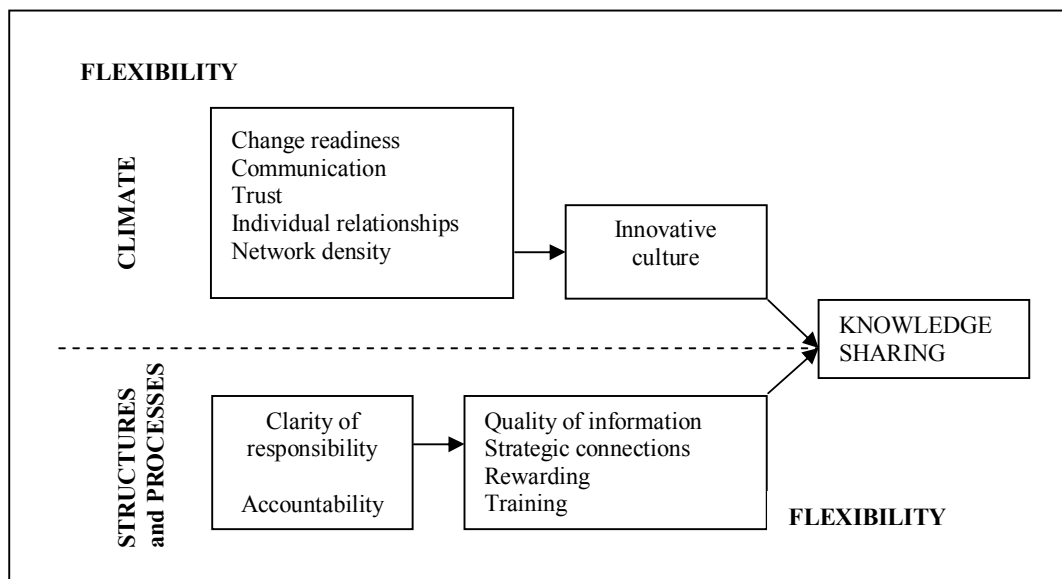 FLEXIBILITY
CLIMATE
Change readiness
Communication
Trust
Individual relationships
Network density
Innovative
culture
KNOWLEDGE
SHARING
STRUCTURES
and PROCESSES
Clarity of
responsibility
Accountability
Quality of information
Strategic connections
Rewarding
Training
FLEXIBILITY